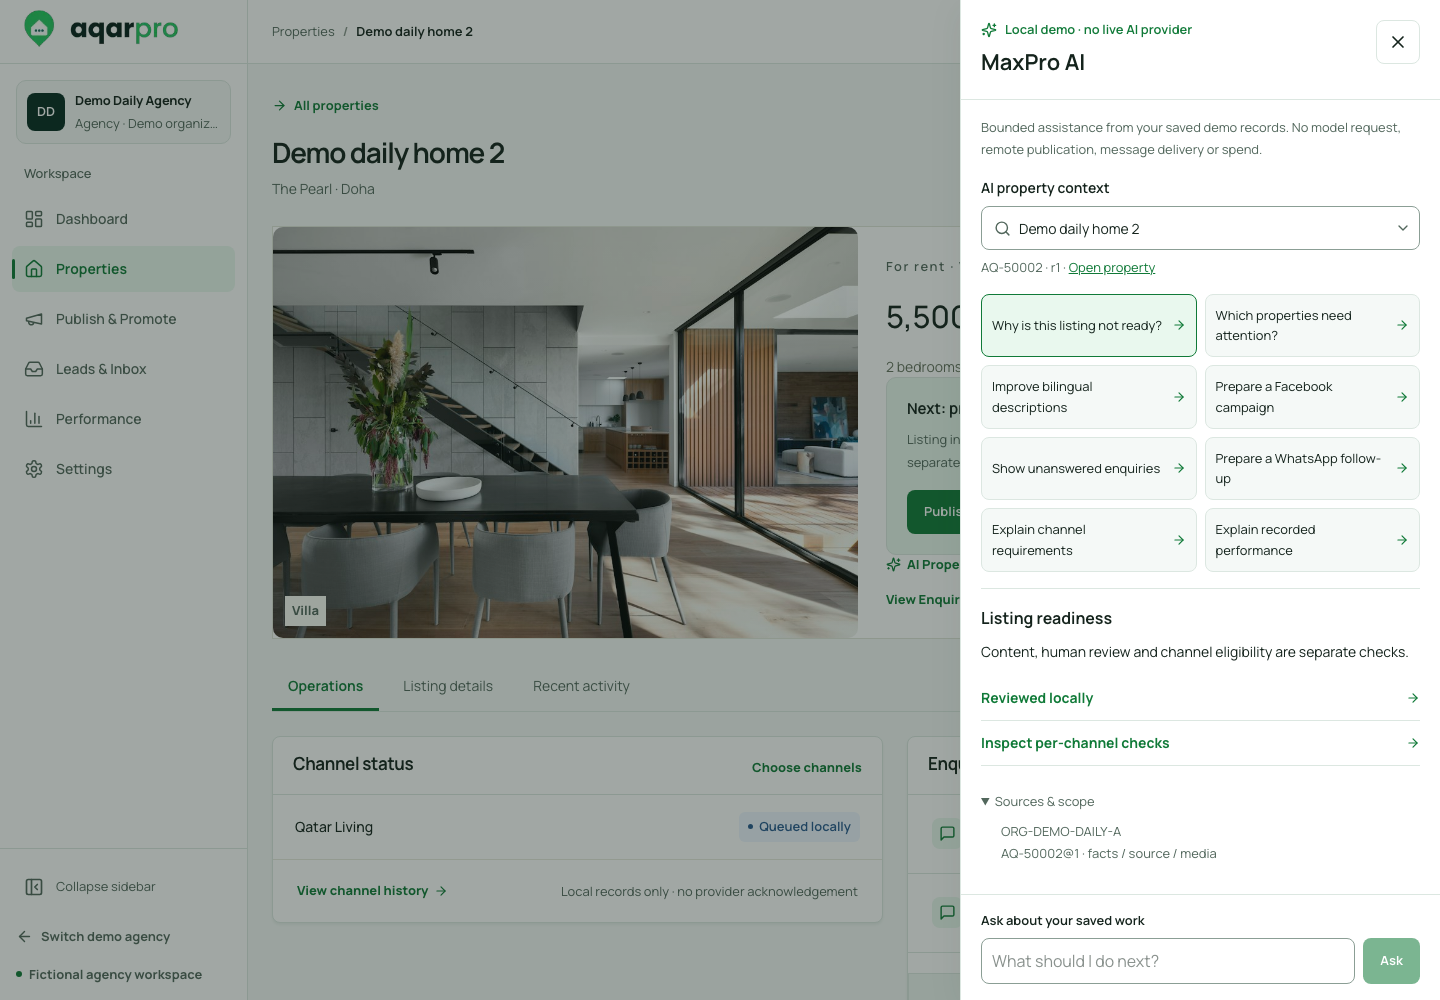 aqarpro
DD
Demo Daily Agency
Agency · Demo organiz...
Workspace
Dashboard
Properties
Publish & Promote
Leads & Inbox
Performance
Settings
Collapse sidebar
Switch demo agency
Fictional agency workspace
Properties / Demo daily home 2
All properties
Demo daily home 2
The Pearl · Doha
Villa
For rent ·
5,500
2 bedrooms
Next:
Listing in
separate
Publis
AI Prope
View Enquir
Operations
Listing details
Recent activity
Channel status
Choose channels
Qatar Living
Queued locally
View channel history
Local records only · no provider acknowledgement
Enq
Local demo · no live AI provider
MaxPro AI
Bounded assistance from your saved demo records. No model request,
remote publication, message delivery or spend.
AI property context
Demo daily home 2
AQ-50002 · r1 · Open property
Why is this listing not ready?
Which properties need
attention?
Improve bilingual
descriptions
Prepare a Facebook
campaign
Show unanswered enquiries
Prepare a WhatsApp follow-
up
Explain channel
requirements
Explain recorded
performance
Listing readiness
Content, human review and channel eligibility are separate checks.
Reviewed locally
Inspect per-channel checks
Sources & scope
ORG-DEMO-DAILY-A
AQ-50002@1 · facts / source / media
Ask about your saved work
What should I do next?
Ask